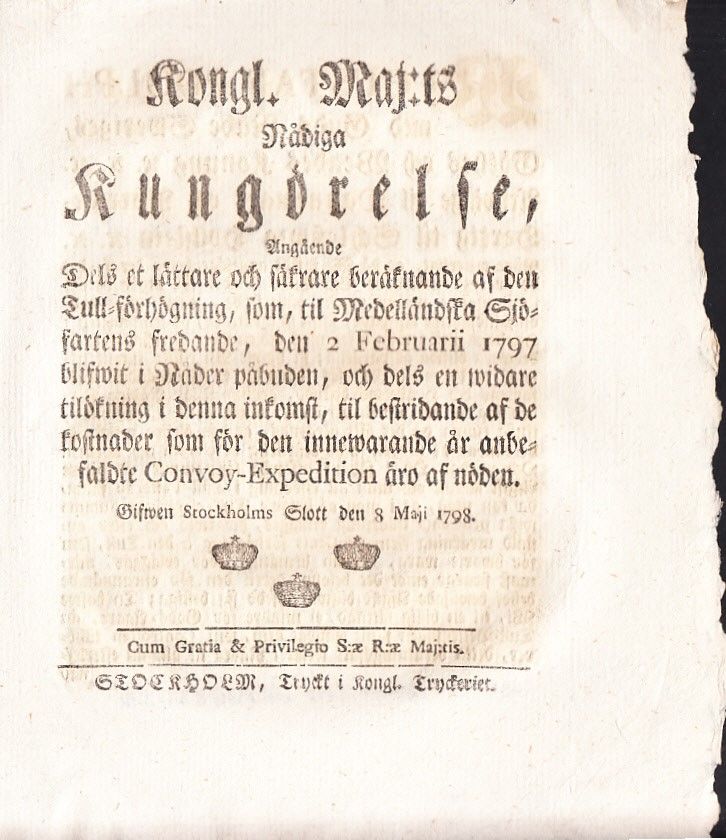 Kongl. Maj:ts
Nådiga
Kungörelse,
Angående
Dels et lättare och säkrare beräknande af den
Tull-förhögning, som, til Medelländska Sjö-
fartens fredande, den 2 Februarii 1797
blifwit i Nåder påbuden, och dels en widare
tilökning i denna inkomst, til bestridande af de
kostnader som för den innewarande år anbe-
faldte Convoy-Expedition äro af nöden.
Gifwen Stockholms Slott den 8 Maji 1798.
Cum Gratia & Privilegio S:æ R:æ Maj:tis.
STOCKHOLM, Tryckt i Kongl. Tryckeriet.